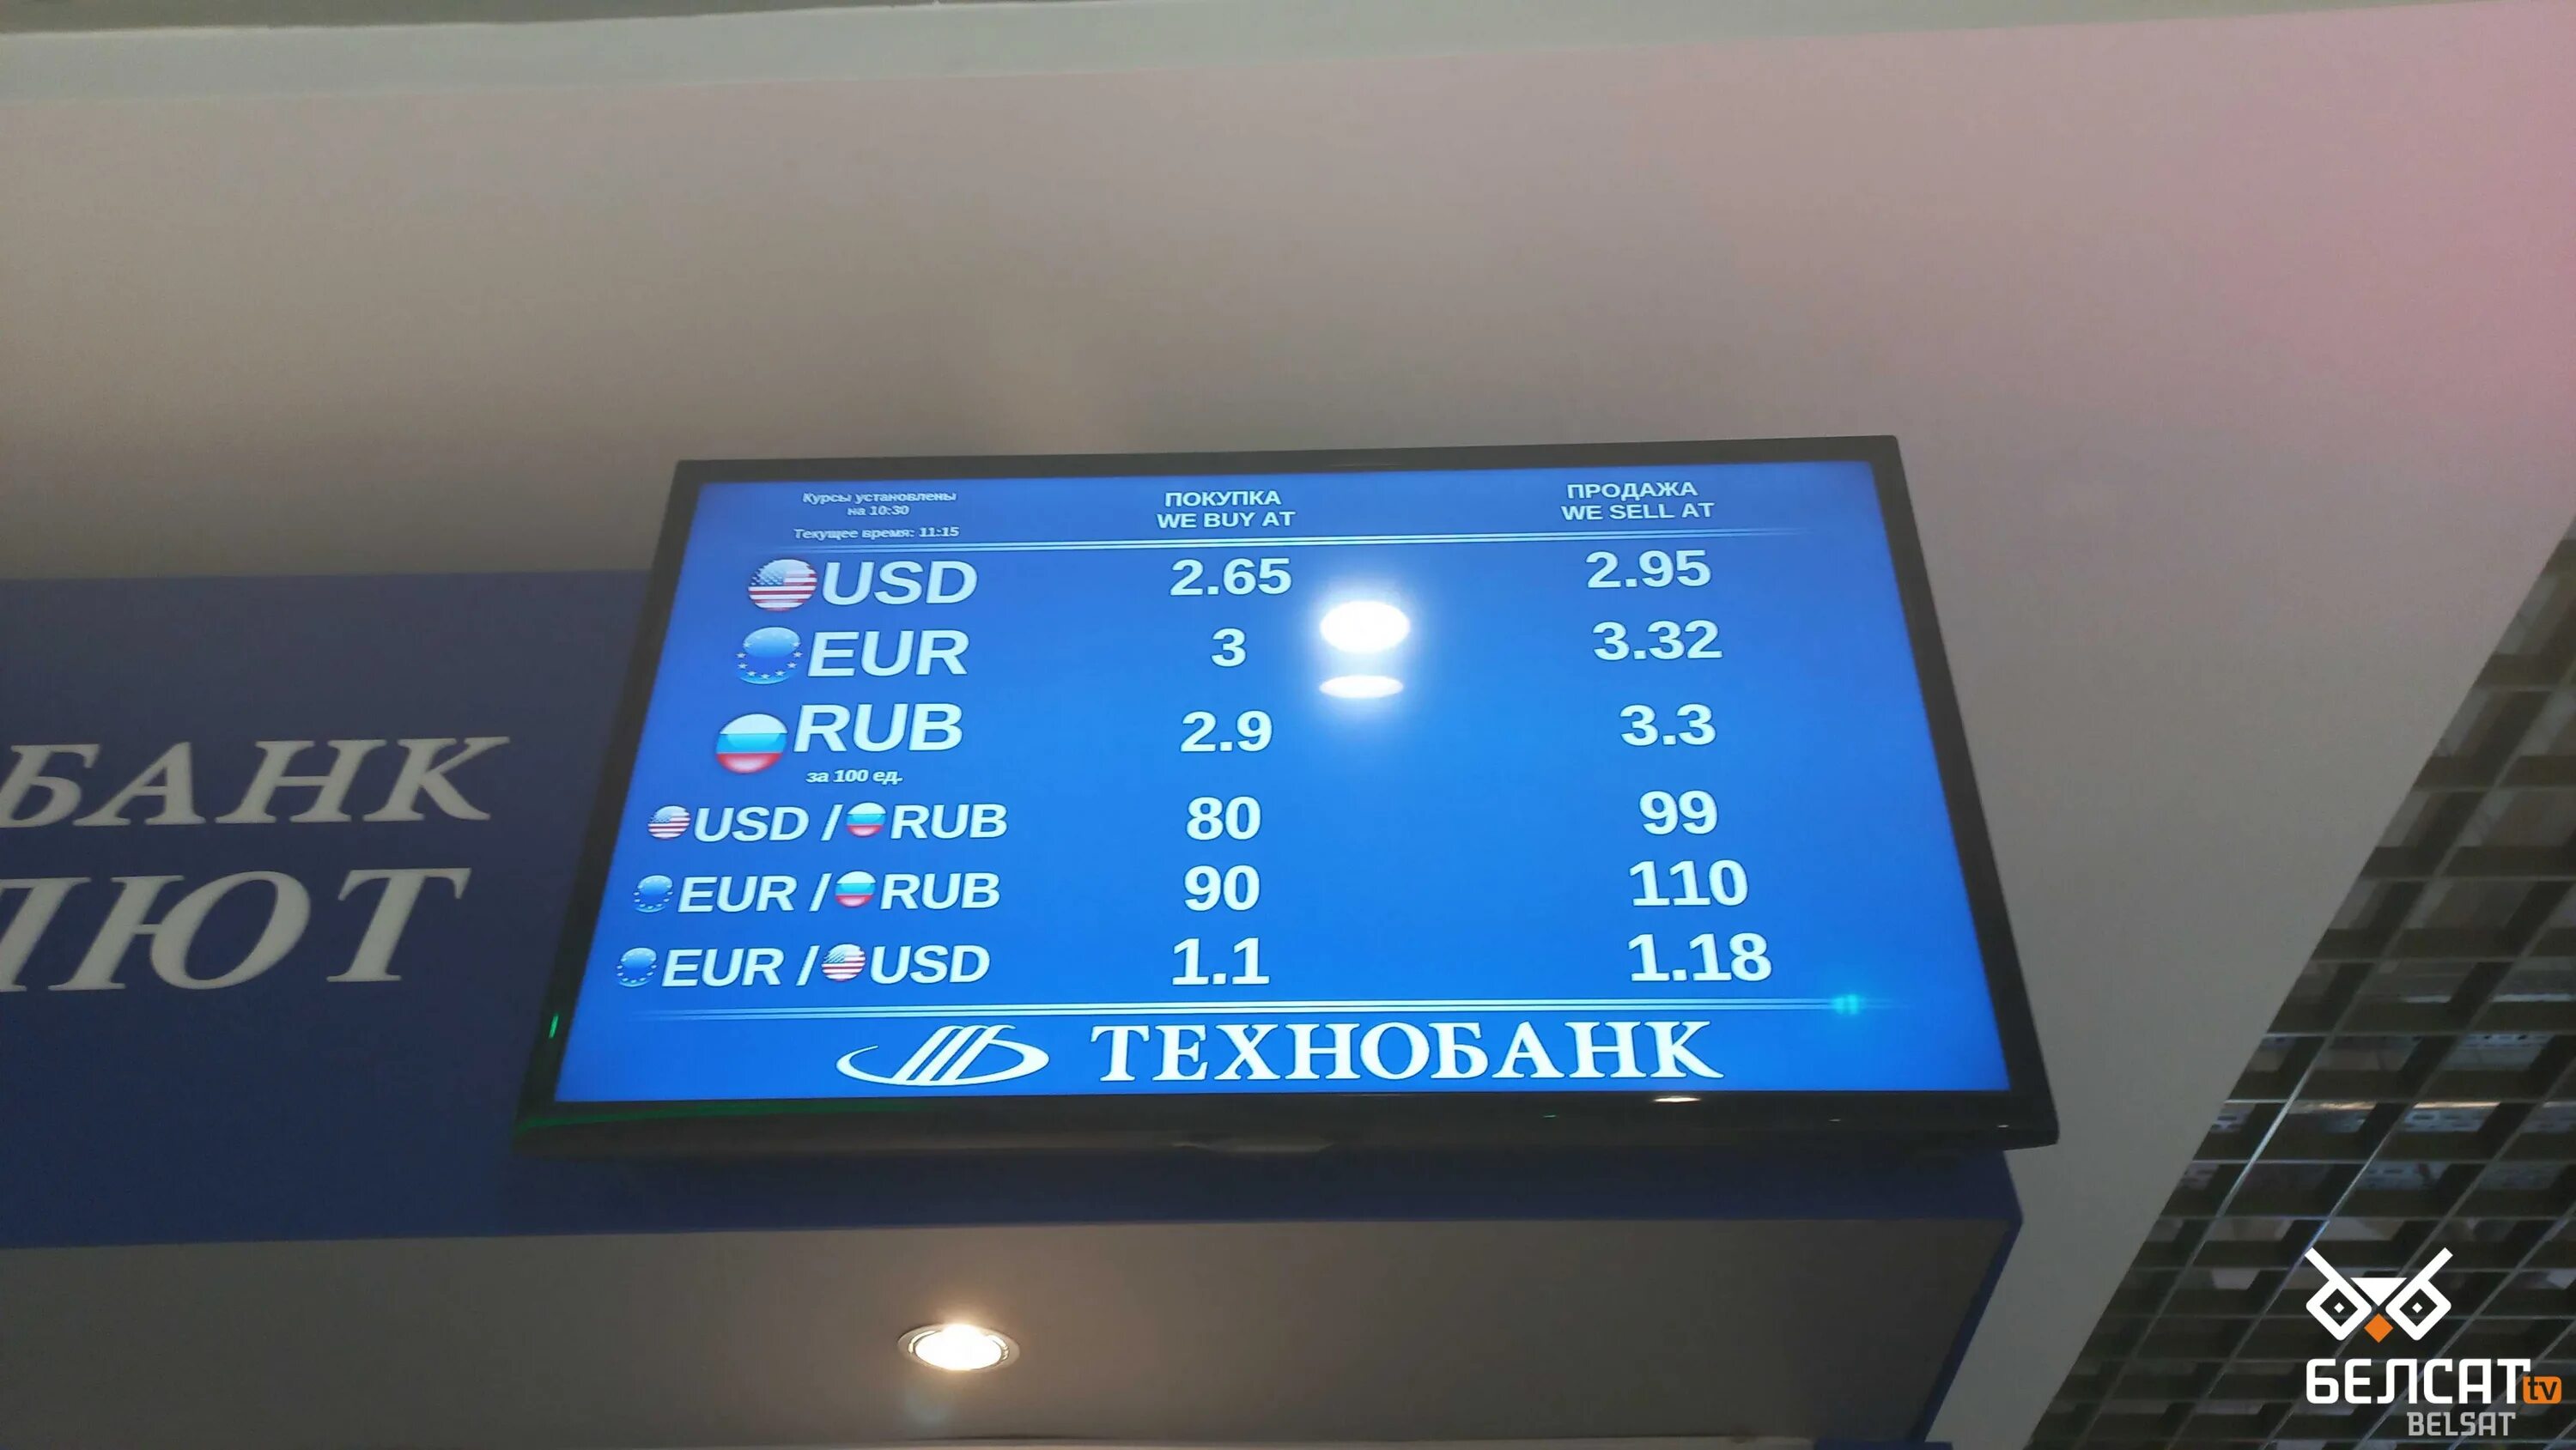 БАНК
ЛЮТ
Курсы установлены
на 10:30
Текущее время: 11:15
ПОКУПКА
WE BUY AT
ПРОДАЖА
WE SELL AT
USD 2.65 2.95
EUR 3 3.32
RUB 2.9 3.3
за 100 ед.
USD / RUB 80 99
EUR / RUB 90 110
EUR / USD 1.1 1.18
ТЕХНОБАНК
БЕЛСАТ tv
BELSAT